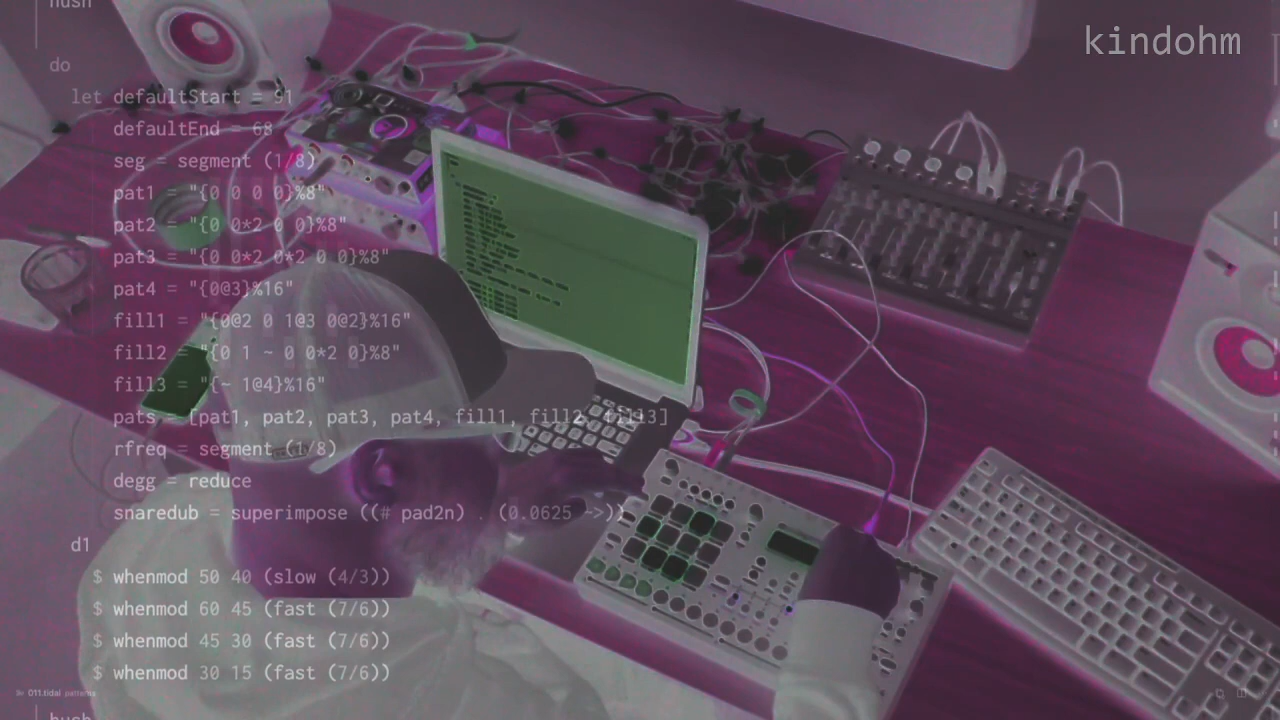 hush
kindohm
do
let defaultStart = 51
defaultEnd = 68
seg = segment (1/8)
pat1 = "{0 0 0 0}%8"
pat2 = "{0 0*2 0 0}%8"
pat3 = "{0 0*2 0*2 0 0}%8"
pat4 = "{0@3}%16"
fill1 = "{0@2 0 1@3 0@2}%16"
fill2 = "{0 1 ~ 0 0*2 0}%8"
fill3 = "{~ 1@4}%16"
pats = [pat1, pat2, pat3, pat4, fill1, fill2, fill3]
rfreq = segment (1/8)
degg = reduce
snaredub = superimpose ((# pad2n) . (0.0625 ~>))
d1
$ whenmod 50 40 (slow (4/3))
$ whenmod 60 45 (fast (7/6))
$ whenmod 45 30 (fast (7/6))
$ whenmod 30 15 (fast (7/6))
011.tidal patterns
hush